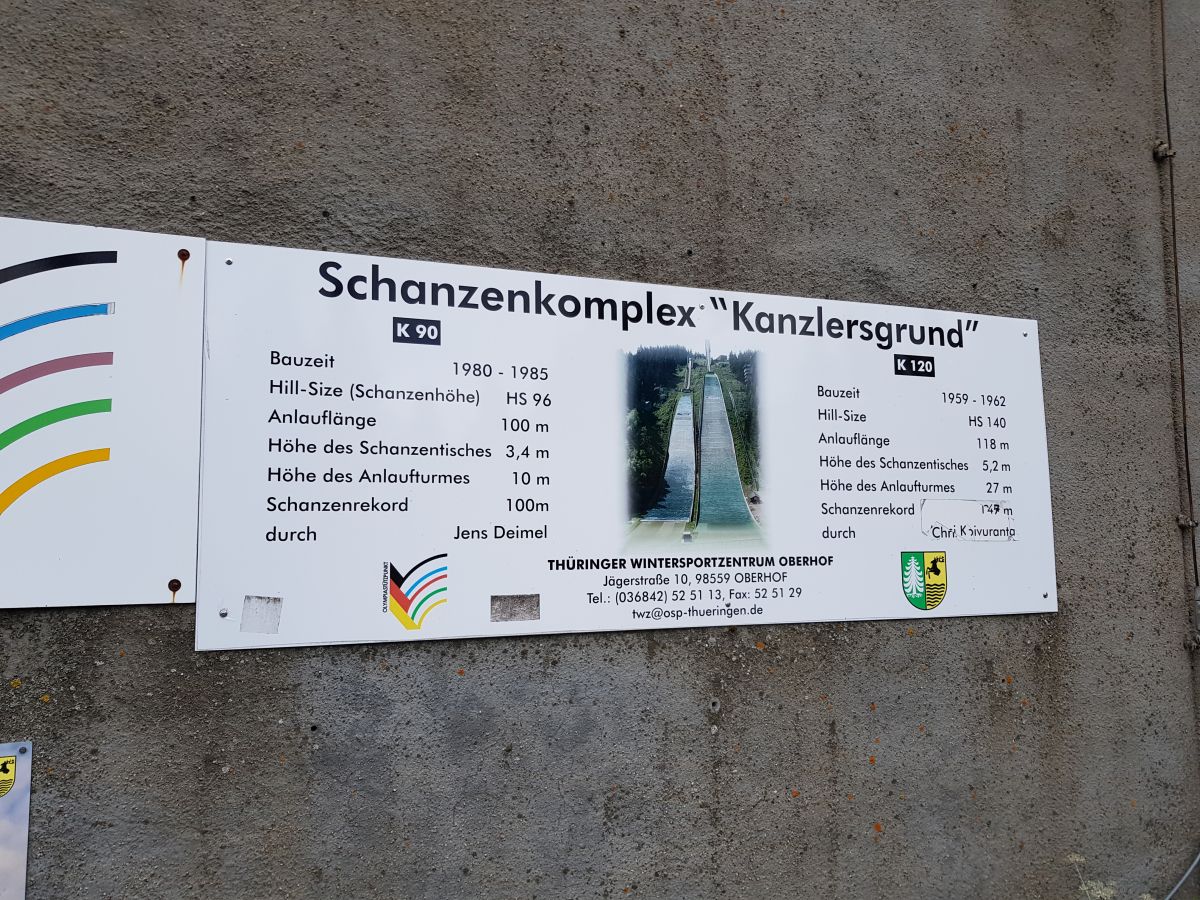 Schanzenkomplex "Kanzlersgrund"
K 90
Bauzeit 1980 - 1985
Hill-Size (Schanzenhöhe) HS 96
Anlauflänge 100 m
Höhe des Schanzentisches 3,4 m
Höhe des Anlaufturmes 10 m
Schanzenrekord 100m
durch Jens Deimel
K 120
Bauzeit 1959 - 1962
Hill-Size HS 140
Anlauflänge 118 m
Höhe des Schanzentisches 5,2 m
Höhe des Anlaufturmes 27 m
Schanzenrekord m
durch Koivuranta
OLYMPIASTÜTZPUNKT
THÜRINGER WINTERSPORTZENTRUM OBERHOF
Jägerstraße 10, 98559 OBERHOF
Tel.: (036842) 52 51 13, Fax: 52 51 29
twz@osp-thueringen.de